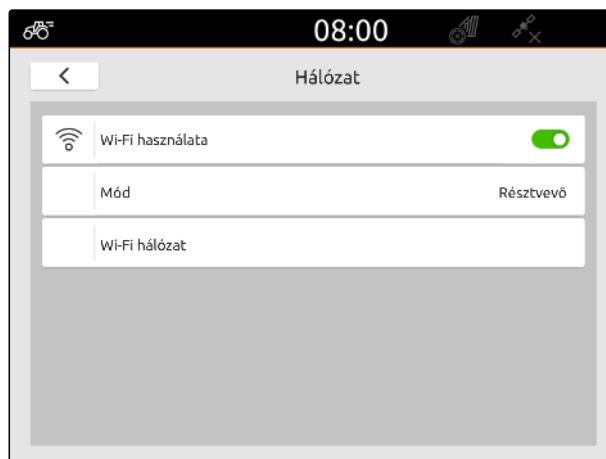 08:00
Hálózat
Wi-Fi használata
Mód Résztvevő
Wi-Fi hálózat